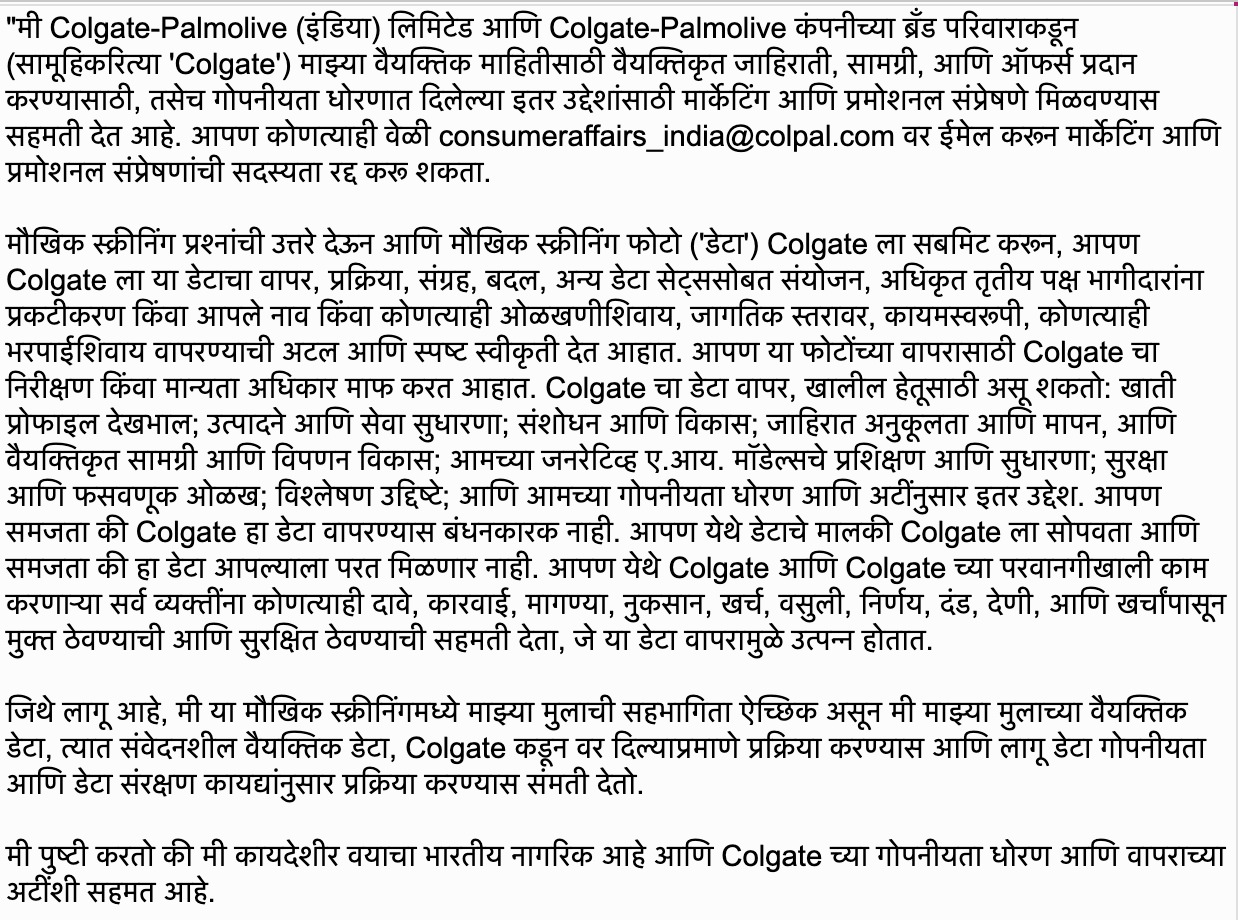 "मी Colgate-Palmolive (इंडिया) लिमिटेड आणि Colgate-Palmolive कंपनीच्या ब्रँड परिवाराकडून
(सामूहिकरित्या 'Colgate') माझ्या वैयक्तिक माहितीसाठी वैयक्तिकृत जाहिराती, सामग्री, आणि ऑफर्स प्रदान
करण्यासाठी, तसेच गोपनीयता धोरणात दिलेल्या इतर उद्देशांसाठी मार्केटिंग आणि प्रमोशनल संप्रेषणे मिळवण्यास
सहमती देत आहे. आपण कोणत्याही वेळी consumeraffairs_india@colpal.com वर ईमेल करून मार्केटिंग आणि
प्रमोशनल संप्रेषणांची सदस्यता रद्द करू शकता.
मौखिक स्क्रीनिंग प्रश्नांची उत्तरे देऊन आणि मौखिक स्क्रीनिंग फोटो ('डेटा') Colgate ला सबमिट करून, आपण
Colgate ला या डेटाचा वापर, प्रक्रिया, संग्रह, बदल, अन्य डेटा सेट्ससोबत संयोजन, अधिकृत तृतीय पक्ष भागीदारांना
प्रकटीकरण किंवा आपले नाव किंवा कोणत्याही ओळखणीशिवाय, जागतिक स्तरावर, कायमस्वरूपी, कोणत्याही
भरपाईशिवाय वापरण्याची अटल आणि स्पष्ट स्वीकृती देत आहात. आपण या फोटोंच्या वापरासाठी Colgate चा
निरीक्षण किंवा मान्यता अधिकार माफ करत आहात. Colgate चा डेटा वापर, खालील हेतूसाठी असू शकतो: खाती
प्रोफाइल देखभाल; उत्पादने आणि सेवा सुधारणा; संशोधन आणि विकास; जाहिरात अनुकूलता आणि मापन, आणि
वैयक्तिकृत सामग्री आणि विपणन विकास; आमच्या जनरेटिव्ह ए.आय. मॉडेल्सचे प्रशिक्षण आणि सुधारणा; सुरक्षा
आणि फसवणूक ओळख; विश्लेषण उद्दिष्टे; आणि आमच्या गोपनीयता धोरण आणि अटींनुसार इतर उद्देश. आपण
समजता की Colgate हा डेटा वापरण्यास बंधनकारक नाही. आपण येथे डेटाचे मालकी Colgate ला सोपवता आणि
समजता की हा डेटा आपल्याला परत मिळणार नाही. आपण येथे Colgate आणि Colgate च्या परवानगीखाली काम
करणाऱ्या सर्व व्यक्तींना कोणत्याही दावे, कारवाई, मागण्या, नुकसान, खर्च, वसुली, निर्णय, दंड, देणी, आणि खर्चांपासून
मुक्त ठेवण्याची आणि सुरक्षित ठेवण्याची सहमती देता, जे या डेटा वापरामुळे उत्पन्न होतात.
जिथे लागू आहे, मी या मौखिक स्क्रीनिंगमध्ये माझ्या मुलाची सहभागिता ऐच्छिक असून मी माझ्या मुलाच्या वैयक्तिक
डेटा, त्यात संवेदनशील वैयक्तिक डेटा, Colgate कडून वर दिल्याप्रमाणे प्रक्रिया करण्यास आणि लागू डेटा गोपनीयता
आणि डेटा संरक्षण कायद्यांनुसार प्रक्रिया करण्यास संमती देतो.
मी पुष्टी करतो की मी कायदेशीर वयाचा भारतीय नागरिक आहे आणि Colgate च्या गोपनीयता धोरण आणि वापराच्या
अटींशी सहमत आहे.